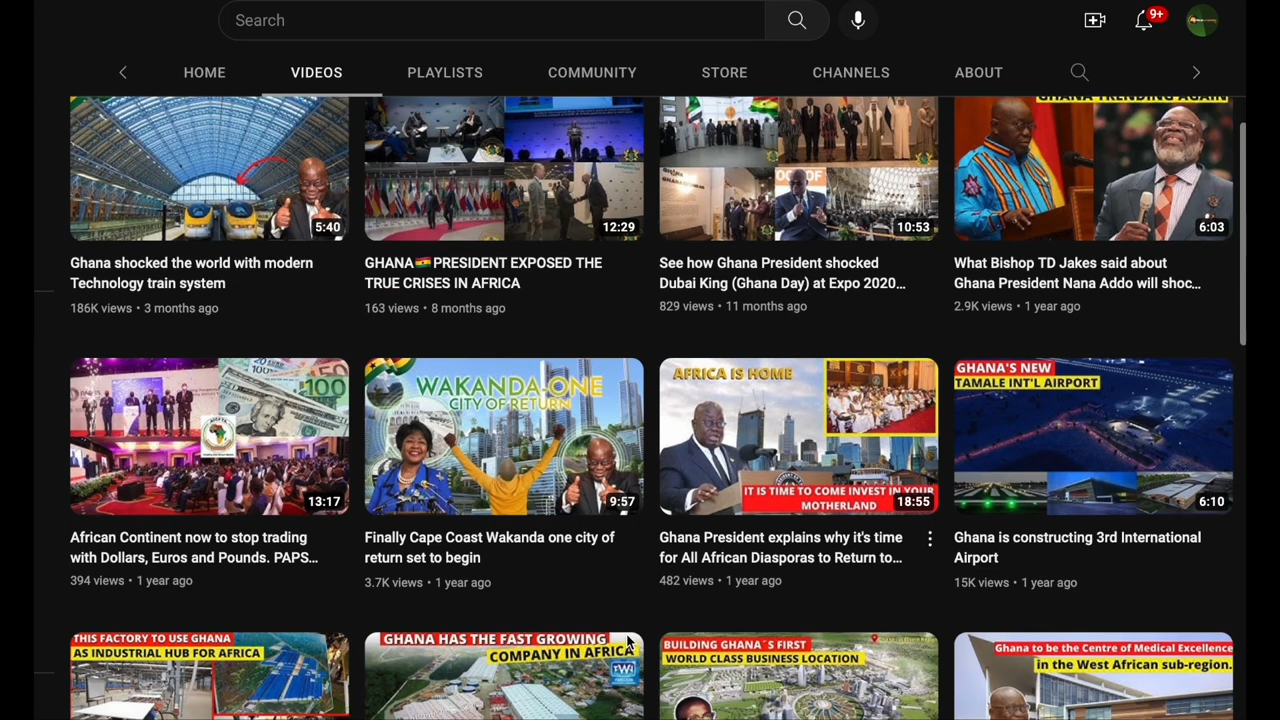 Search
9+
HOME
VIDEOS
PLAYLISTS
COMMUNITY
STORE
CHANNELS
ABOUT
GHANA TRENDING AGAIN
5:40
12:29
10:53
6:03
Ghana shocked the world with modern
Technology train system
186K views • 3 months ago
GHANA🇬🇭PRESIDENT EXPOSED THE
TRUE CRISES IN AFRICA
163 views • 8 months ago
See how Ghana President shocked
Dubai King (Ghana Day) at Expo 2020...
829 views • 11 months ago
What Bishop TD Jakes said about
Ghana President Nana Addo will shoc...
2.9K views • 1 year ago
100
13:17
WAKANDA ONE
CITY OF RETURN
9:57
AFRICA IS HOME
IT IS TIME TO COME INVEST IN YOUR
MOTHERLAND
18:55
GHANA'S NEW
TAMALE INT'L AIRPORT
6:10
African Continent now to stop trading
with Dollars, Euros and Pounds. PAPS...
394 views • 1 year ago
Finally Cape Coast Wakanda one city of
return set to begin
3.7K views • 1 year ago
Ghana President explains why it's time
for All African Diasporas to Return to...
482 views • 1 year ago
Ghana is constructing 3rd International
Airport
15K views • 1 year ago
THIS FACTORY TO USE GHANA
AS INDUSTRIAL HUB FOR AFRICA
GHANA HAS THE FAST GROWING
COMPANY IN AFRICA
BUILDING GHANA´S FIRST
WORLD CLASS BUSINESS LOCATION
Ghana to be the Centre of Medical Excellence
in the West African sub-region.